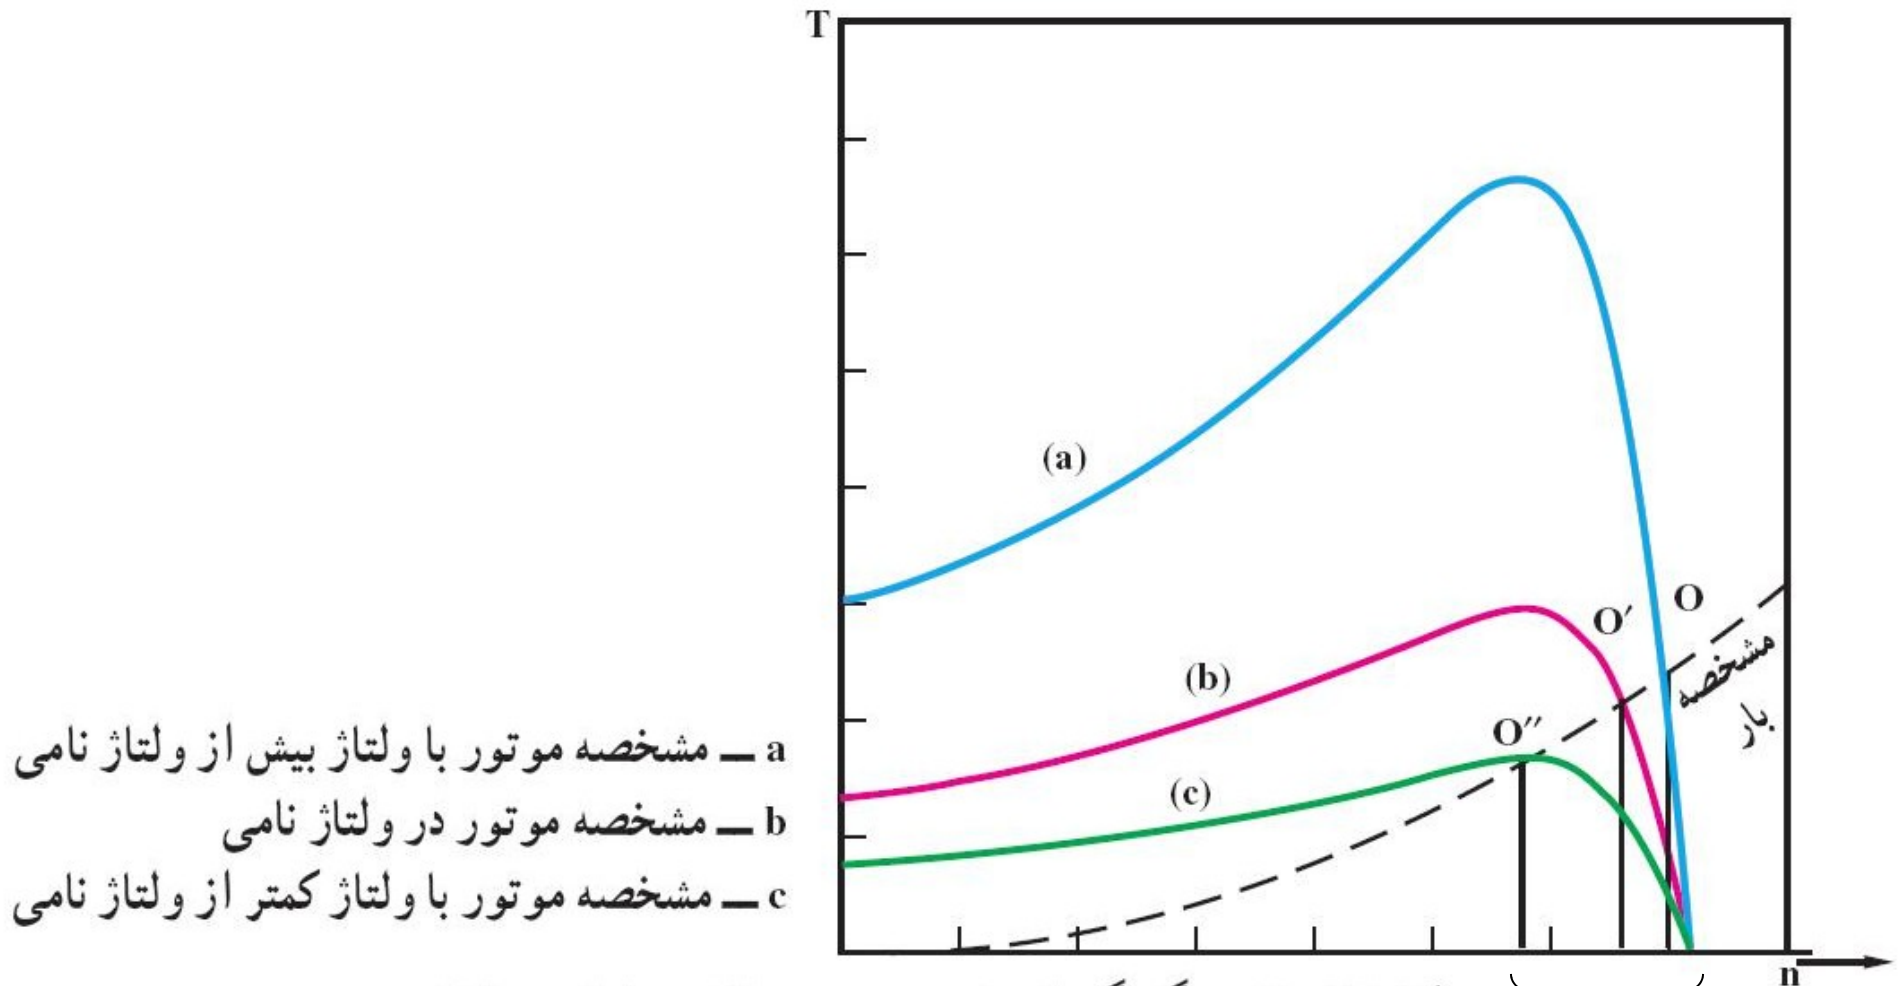 T
(a)
O
O′
مشخصه
بار
(b)
O″
(c)
a ــ مشخصه موتور با ولتاژ بیش از ولتاژ نامی
b ــ مشخصه موتور در ولتاژ نامی
c ــ مشخصه موتور با ولتاژ کمتر از ولتاژ نامی
n